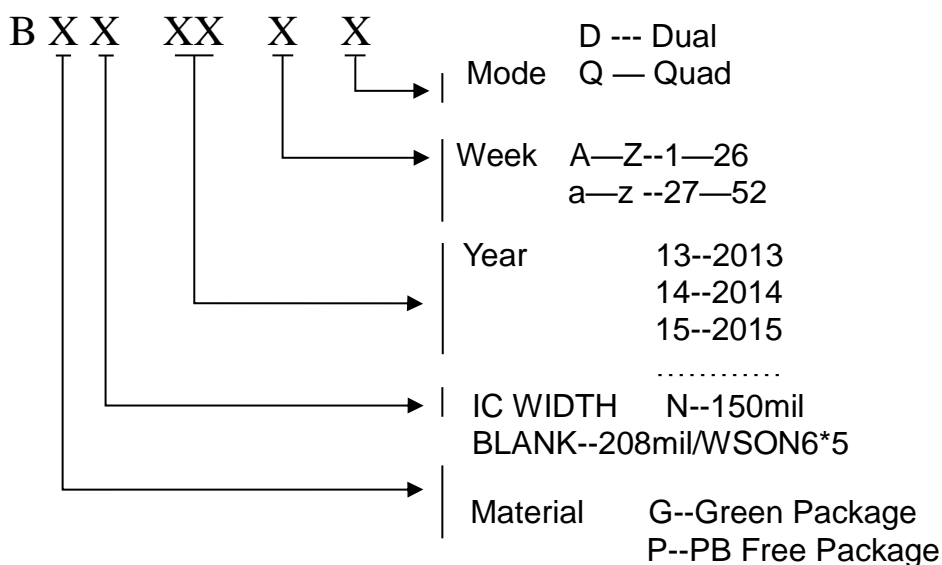 B X X XX X X
D --- Dual
Mode Q — Quad
Week A—Z--1—26
a—z --27—52
Year 13--2013
14--2014
15--2015
............
IC WIDTH N--150mil
BLANK--208mil/WSON6*5
Material G--Green Package
P--PB Free Package